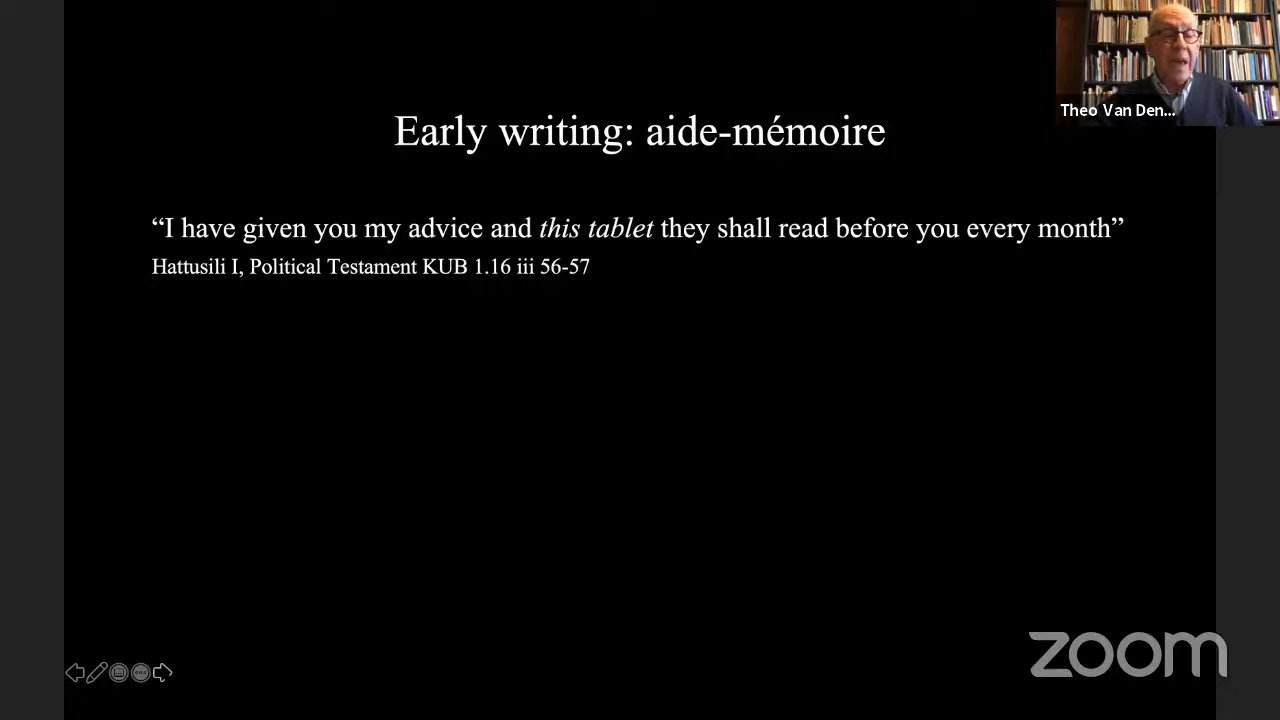 Theo Van Den...
Early writing: aide-mémoire
“I have given you my advice and this tablet they shall read before you every month”
Hattusili I, Political Testament KUB 1.16 iii 56-57
zoom